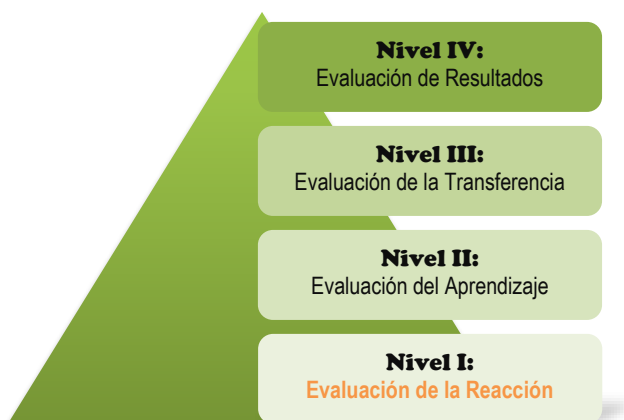 Nivel IV:
Evaluación de Resultados
Nivel III:
Evaluación de la Transferencia
Nivel II:
Evaluación del Aprendizaje
Nivel I:
Evaluación de la Reacción